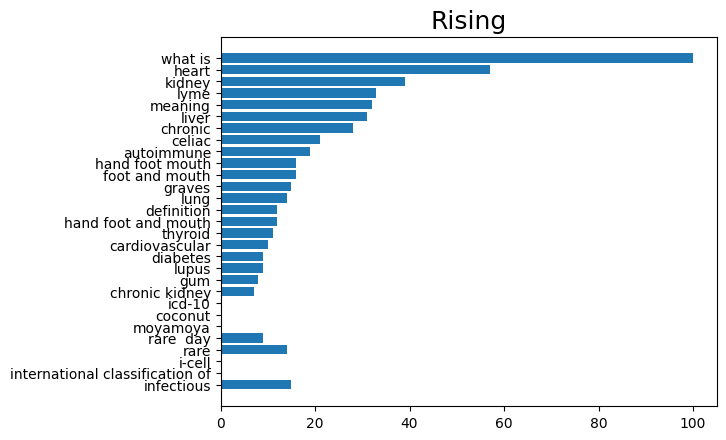 Rising
what is
heart
kidney
lyme
meaning
liver
chronic
celiac
autoimmune
hand foot mouth
foot and mouth
graves
lung
definition
hand foot and mouth
thyroid
cardiovascular
diabetes
lupus
gum
chronic kidney
icd-10
coconut
moyamoya
rare  day
rare
i-cell
international classification of
infectious
0 20 40 60 80 100